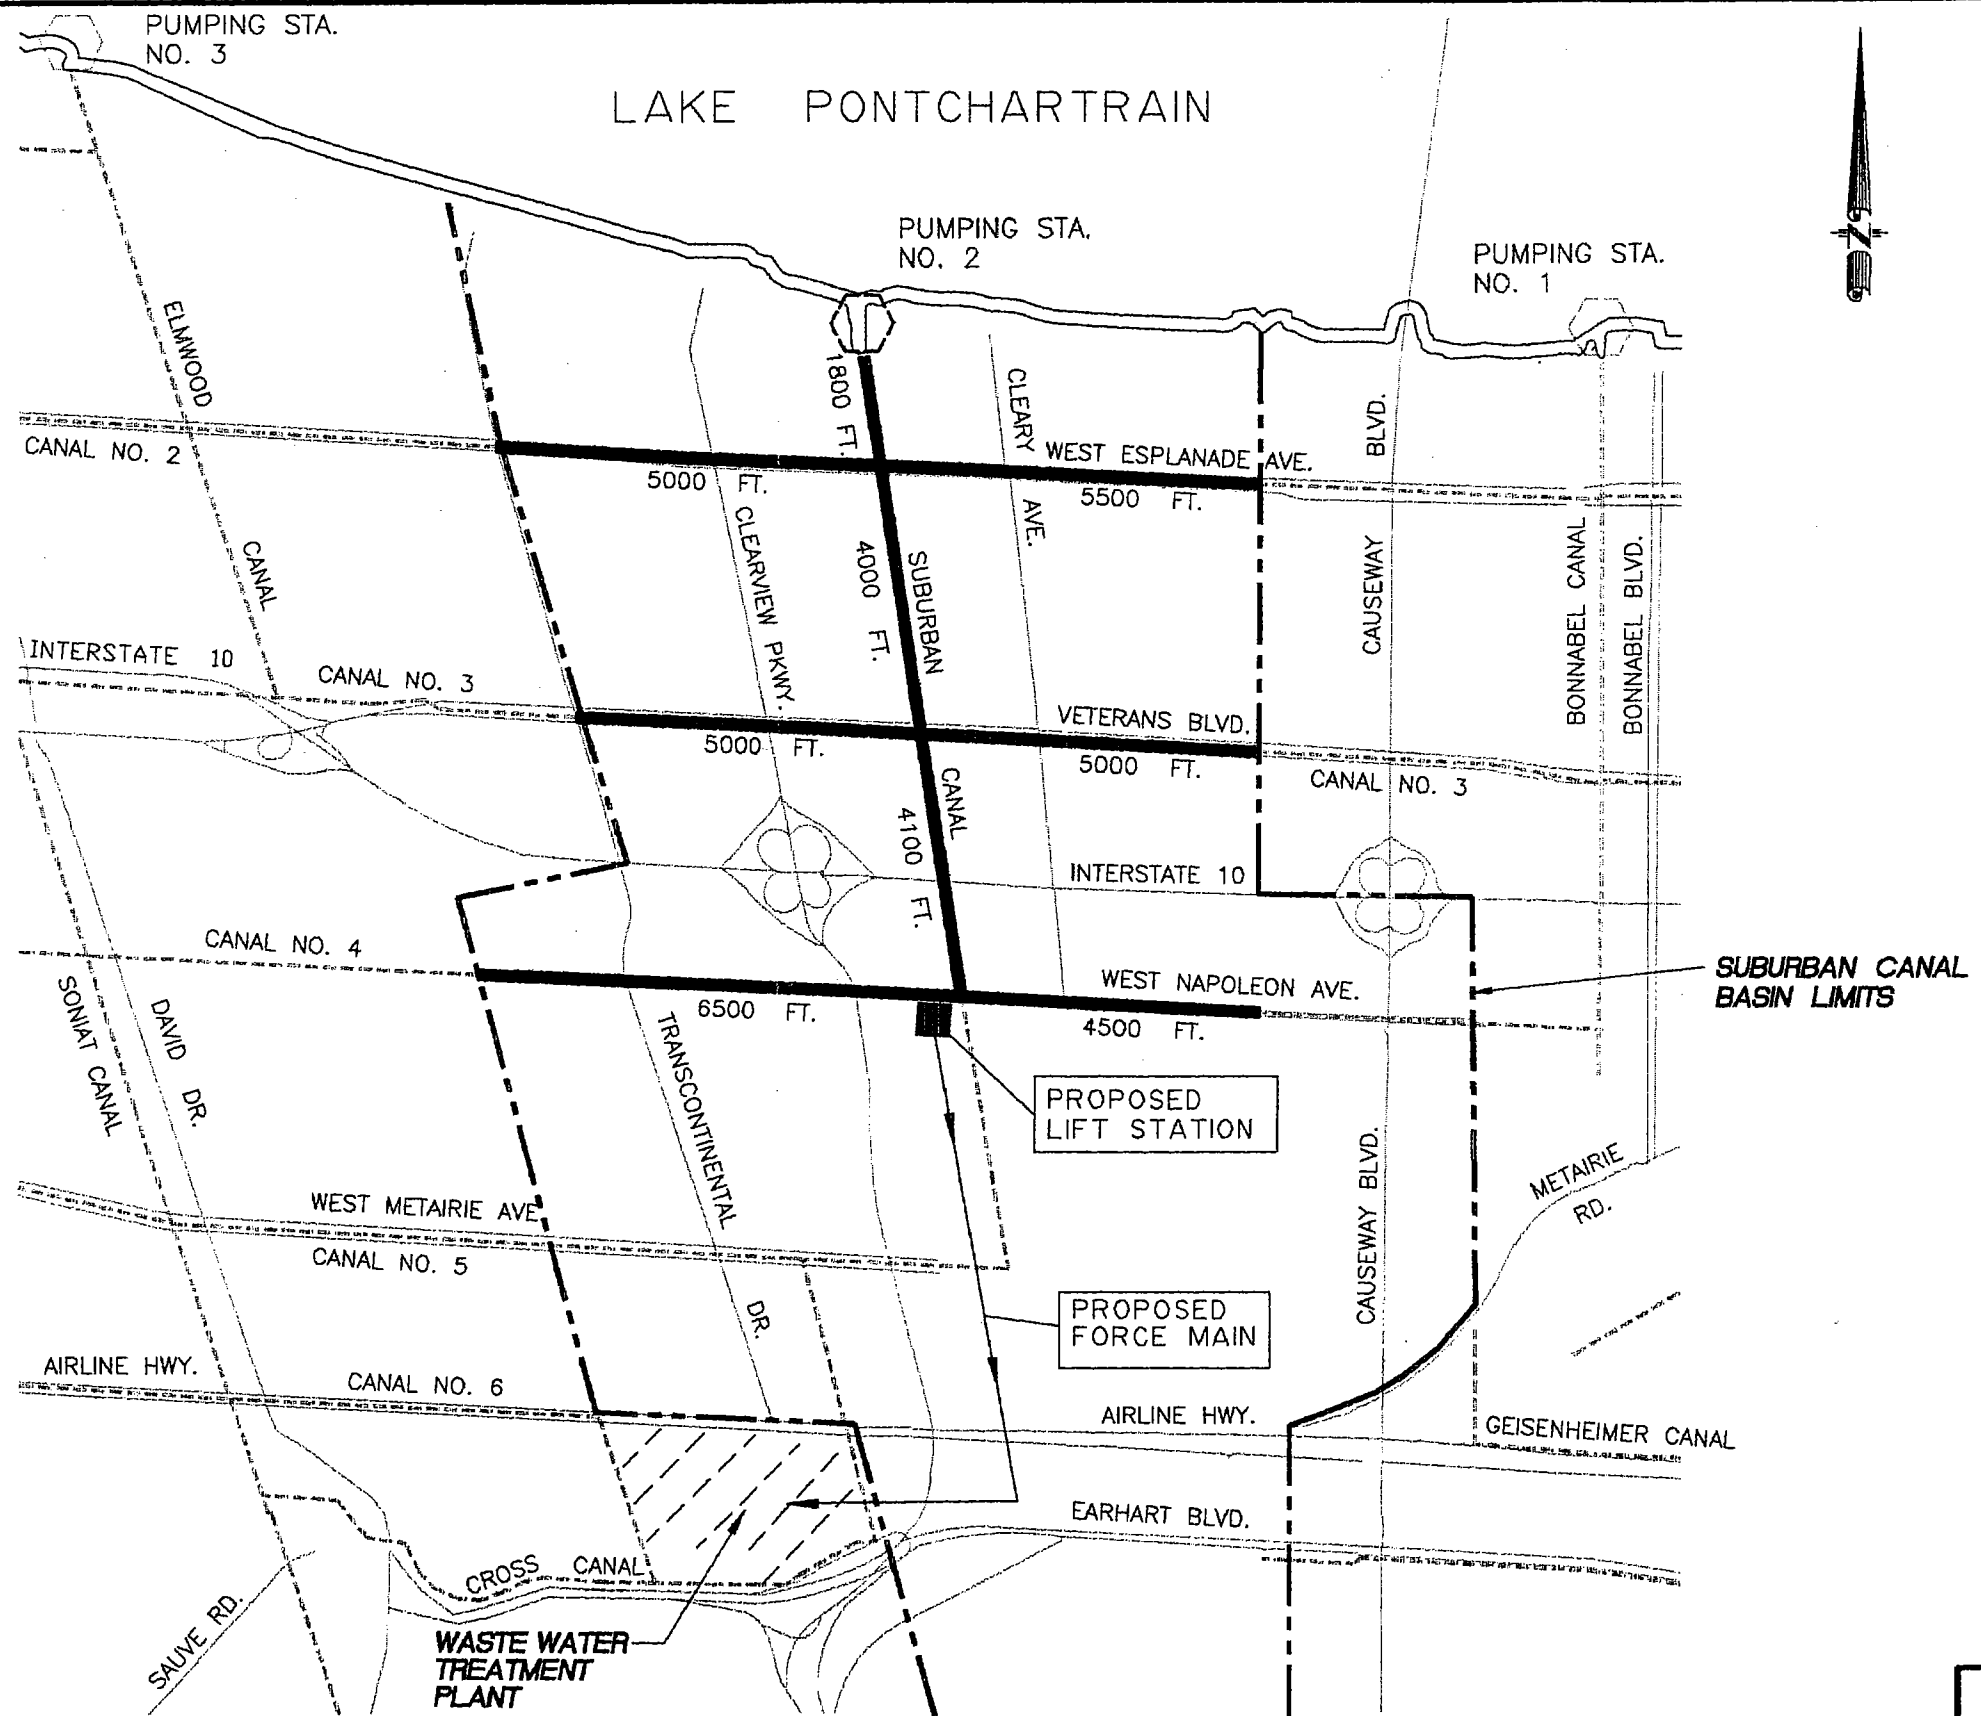 PUMPING STA.
NO. 3
LAKE PONTCHARTRAIN
PUMPING STA.
NO. 2
PUMPING STA.
NO. 1
N
ELMWOOD
CANAL
1800 FT.
CLEARY
AVE.
BLVD.
CAUSEWAY
CANAL NO. 2
WEST ESPLANADE AVE.
5000 FT.
5500 FT.
CLEARVIEW PKWY.
4000 FT.
SUBURBAN
CANAL
BONNABEL CANAL
BONNABEL BLVD.
INTERSTATE 10
CANAL NO. 3
VETERANS BLVD.
5000 FT.
5000 FT.
CANAL NO. 3
4100 FT.
INTERSTATE 10
CANAL NO. 4
WEST NAPOLEON AVE.
SUBURBAN CANAL
BASIN LIMITS
6500 FT.
4500 FT.
SONIAT CANAL
DAVID DR.
TRANSCONTINENTAL
DR.
PROPOSED
LIFT STATION
CAUSEWAY BLVD.
METAIRIE
RD.
WEST METAIRIE AVE
CANAL NO. 5
PROPOSED
FORCE MAIN
AIRLINE HWY.
CANAL NO. 6
AIRLINE HWY.
GEISENHEIMER CANAL
EARHART BLVD.
CROSS CANAL
SAUVE RD.
WASTE WATER
TREATMENT
PLANT